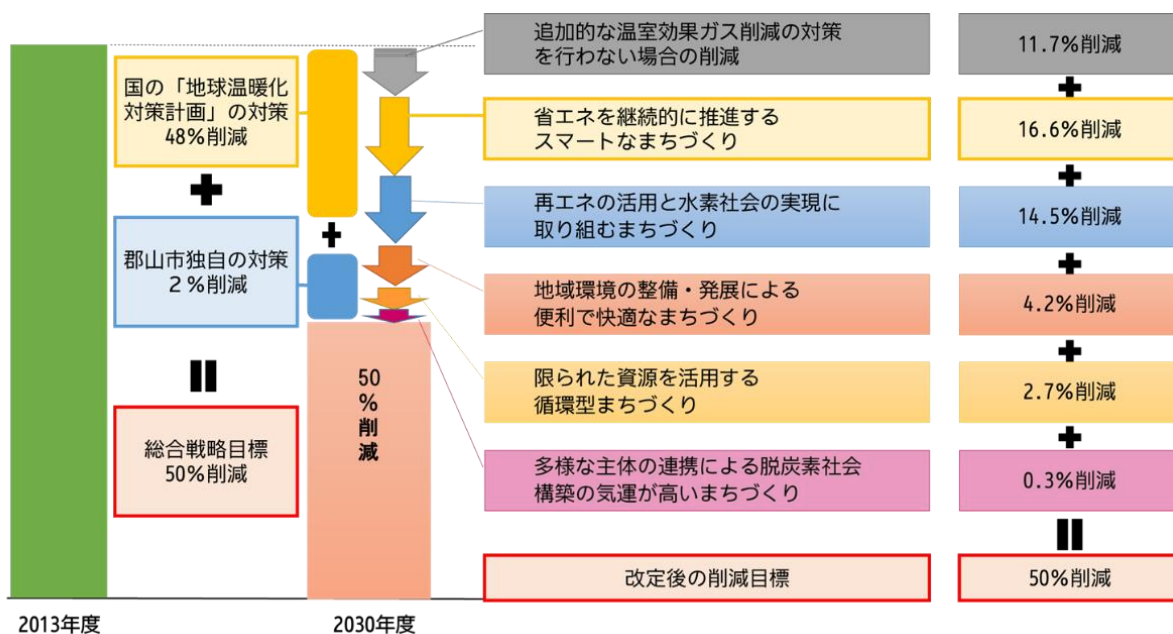 国の「地球温暖化
対策計画」の対策
48%削減
+
郡山市独自の対策
２%削減
=
総合戦略目標
50%削減
+
50%削減
2013年度
2030年度
追加的な温室効果ガス削減の対策
を行わない場合の削減
11.7%削減
+
省エネを継続的に推進する
スマートなまちづくり
16.6%削減
+
再エネの活用と水素社会の実現に
取り組むまちづくり
14.5%削減
+
地域環境の整備・発展による
便利で快適なまちづくり
4.2%削減
+
限られた資源を活用する
循環型まちづくり
2.7%削減
+
多様な主体の連携による脱炭素社会
構築の気運が高いまちづくり
0.3%削減
=
改定後の削減目標
50%削減